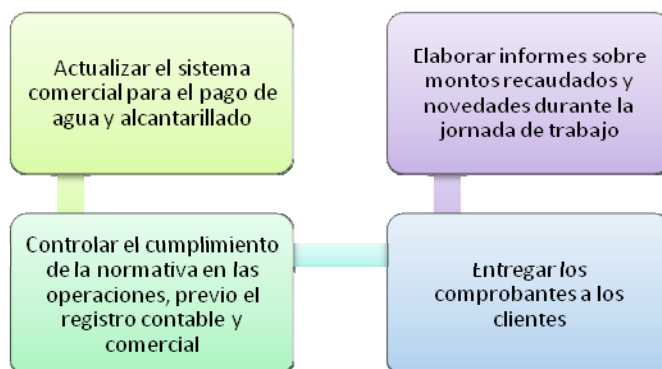 Actualizar el sistema
comercial para el pago de
agua y alcantarillado
Controlar el cumplimiento
de la normativa en las
operaciones, previo el
registro contable y
comercial
Entregar los
comprobantes a los
clientes
Elaborar informes sobre
montos recaudados y
novedades durante la
jornada de trabajo